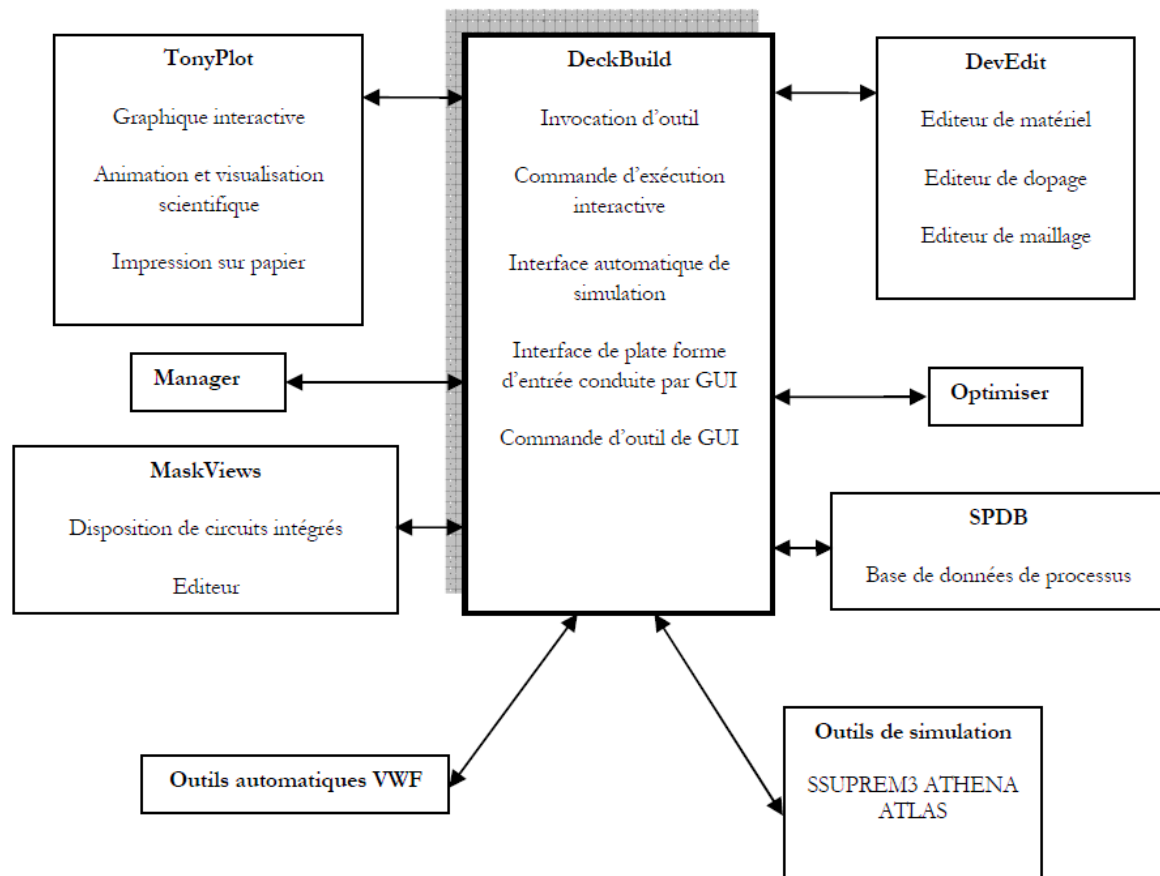 TonyPlot
Graphique interactive
Animation et visualisation
scientifique
Impression sur papier
DeckBuild
Invocation d'outil
Commande d'exécution
interactive
Interface automatique de
simulation
Interface de plate forme
d'entrée conduite par GUI
Commande d'outil de GUI
DevEdit
Editeur de matériel
Editeur de dopage
Editeur de maillage
Manager
Optimiser
MaskViews
Disposition de circuits intégrés
Editeur
SPDB
Base de données de processus
Outils automatiques VWF
Outils de simulation
SSUPREM3 ATHENA
ATLAS